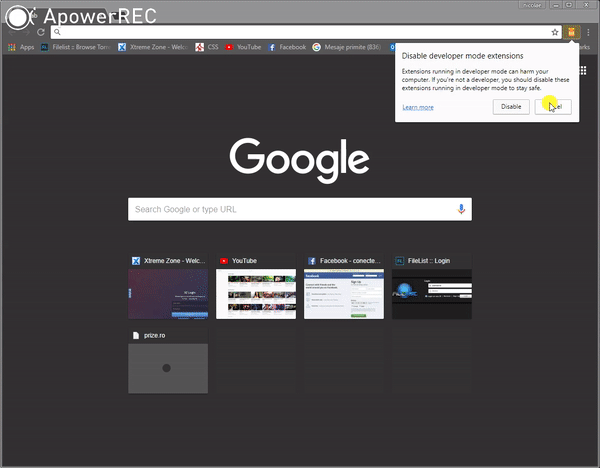 ApowerREC
nicolae
Apps
Filelist :: Browse Torre
Xtreme Zone - Welc
CSS
YouTube
Facebook
Mesaje primite (836)
Disable developer mode extensions
Extensions running in developer mode can harm your
computer. If you're not a developer, you should disable these
extensions running in developer mode to stay safe.
Learn more
Disable
Google
Search Google or type URL
Xtreme Zone - Welc...
YouTube
Facebook - conecte...
FileList :: Login
prize.ro